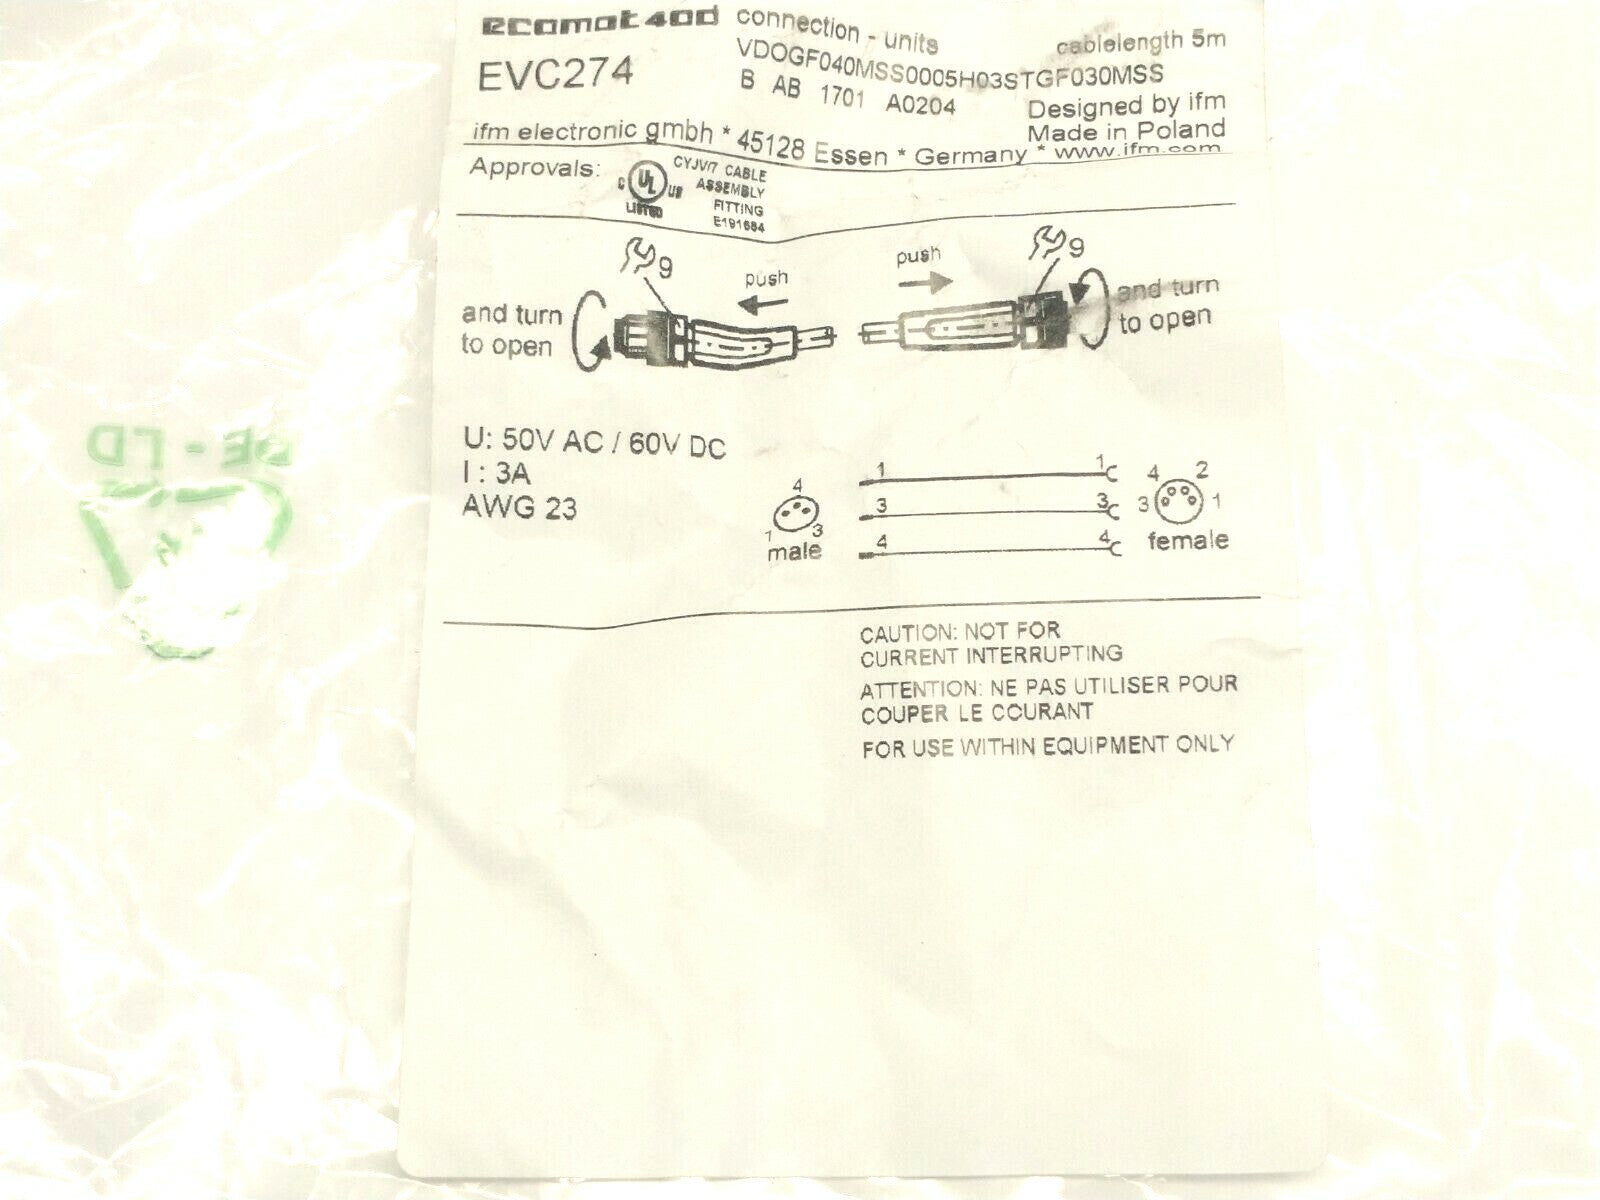 ecomat 400 connection - units cablelength 5m
EVC274 VDOGF040MSS0005H03STGF030MSS
B AB 1701 A0204 Designed by ifm
Made in Poland
ifm electronic gmbh * 45128 Essen * Germany * www.ifm.com
Approvals: C UL US LISTED
CYJV/7 CABLE
ASSEMBLY
FITTING
E191684
9 push push 9
and turn
to open
and turn
to open
U: 50V AC / 60V DC
I : 3A
AWG 23
4
1 3
male
1 1
3 3
4 4
4 2
3 1
female
CAUTION: NOT FOR
CURRENT INTERRUPTING
ATTENTION: NE PAS UTILISER POUR
COUPER LE COURANT
FOR USE WITHIN EQUIPMENT ONLY